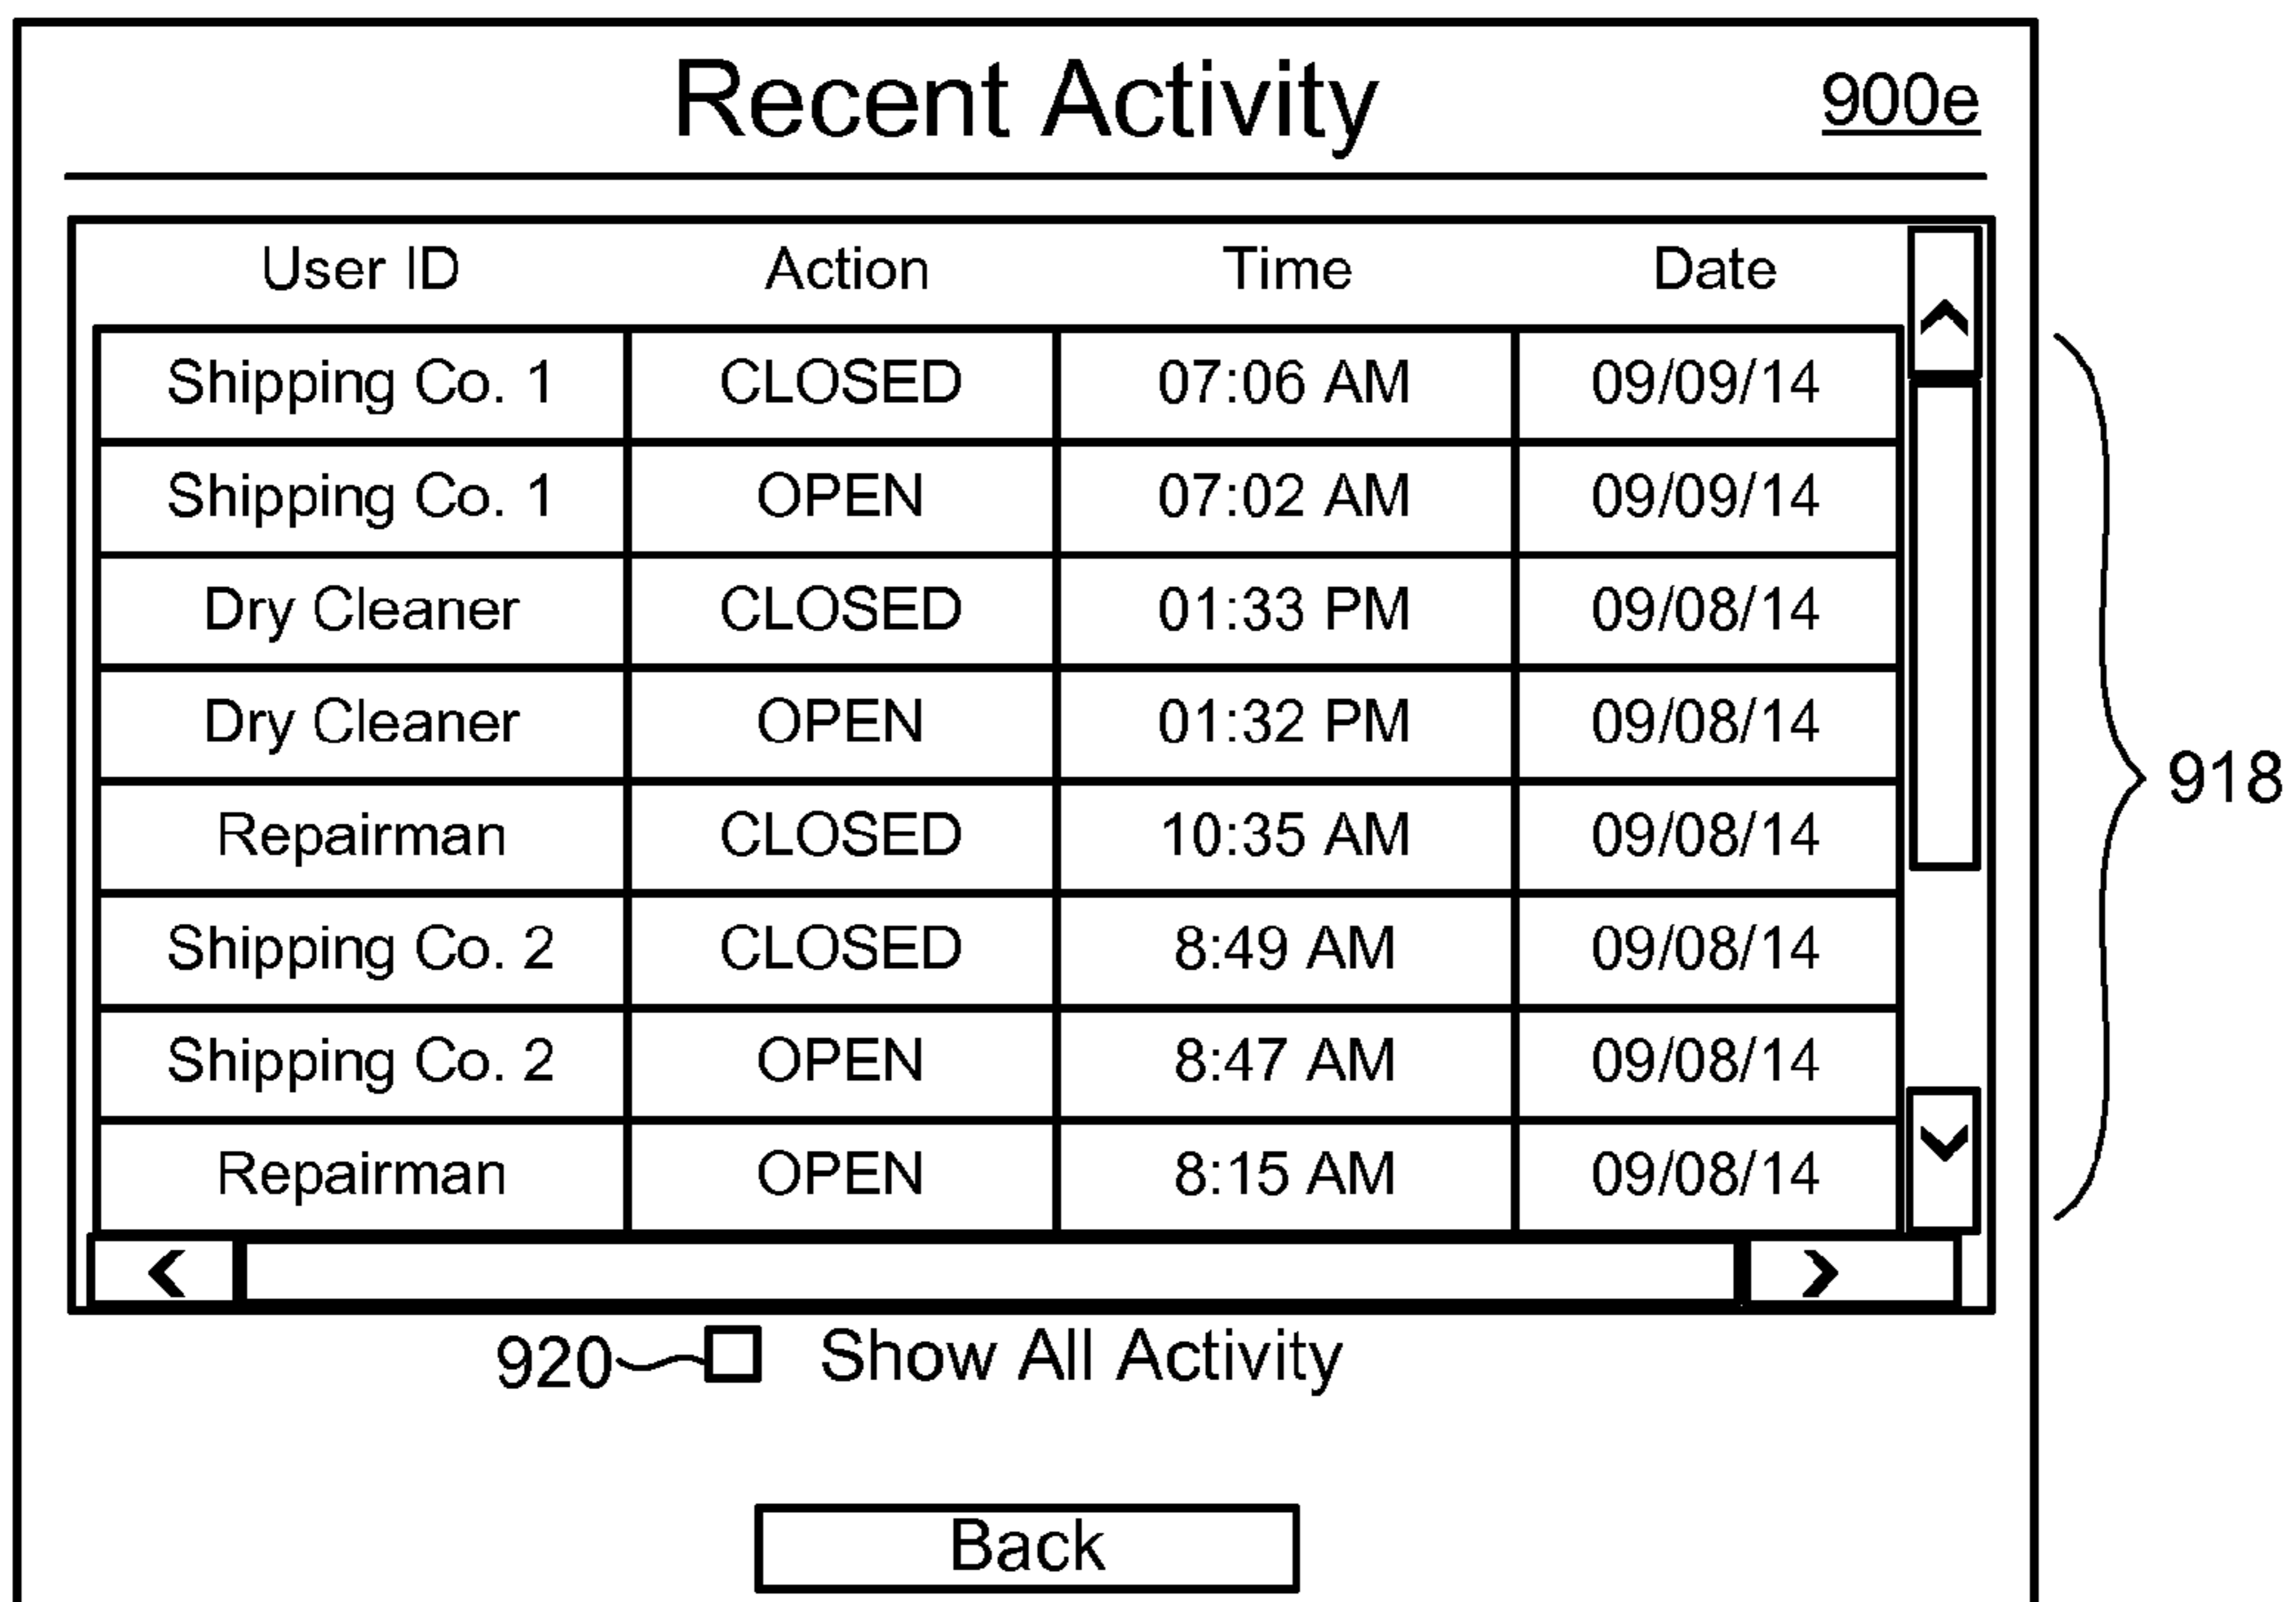 Recent Activity 900e
User ID Action Time Date
Shipping Co. 1 CLOSED 07:06 AM 09/09/14
Shipping Co. 1 OPEN 07:02 AM 09/09/14
Dry Cleaner CLOSED 01:33 PM 09/08/14
Dry Cleaner OPEN 01:32 PM 09/08/14
Repairman CLOSED 10:35 AM 09/08/14
Shipping Co. 2 CLOSED 8:49 AM 09/08/14
Shipping Co. 2 OPEN 8:47 AM 09/08/14
Repairman OPEN 8:15 AM 09/08/14
918
920 Show All Activity
Back